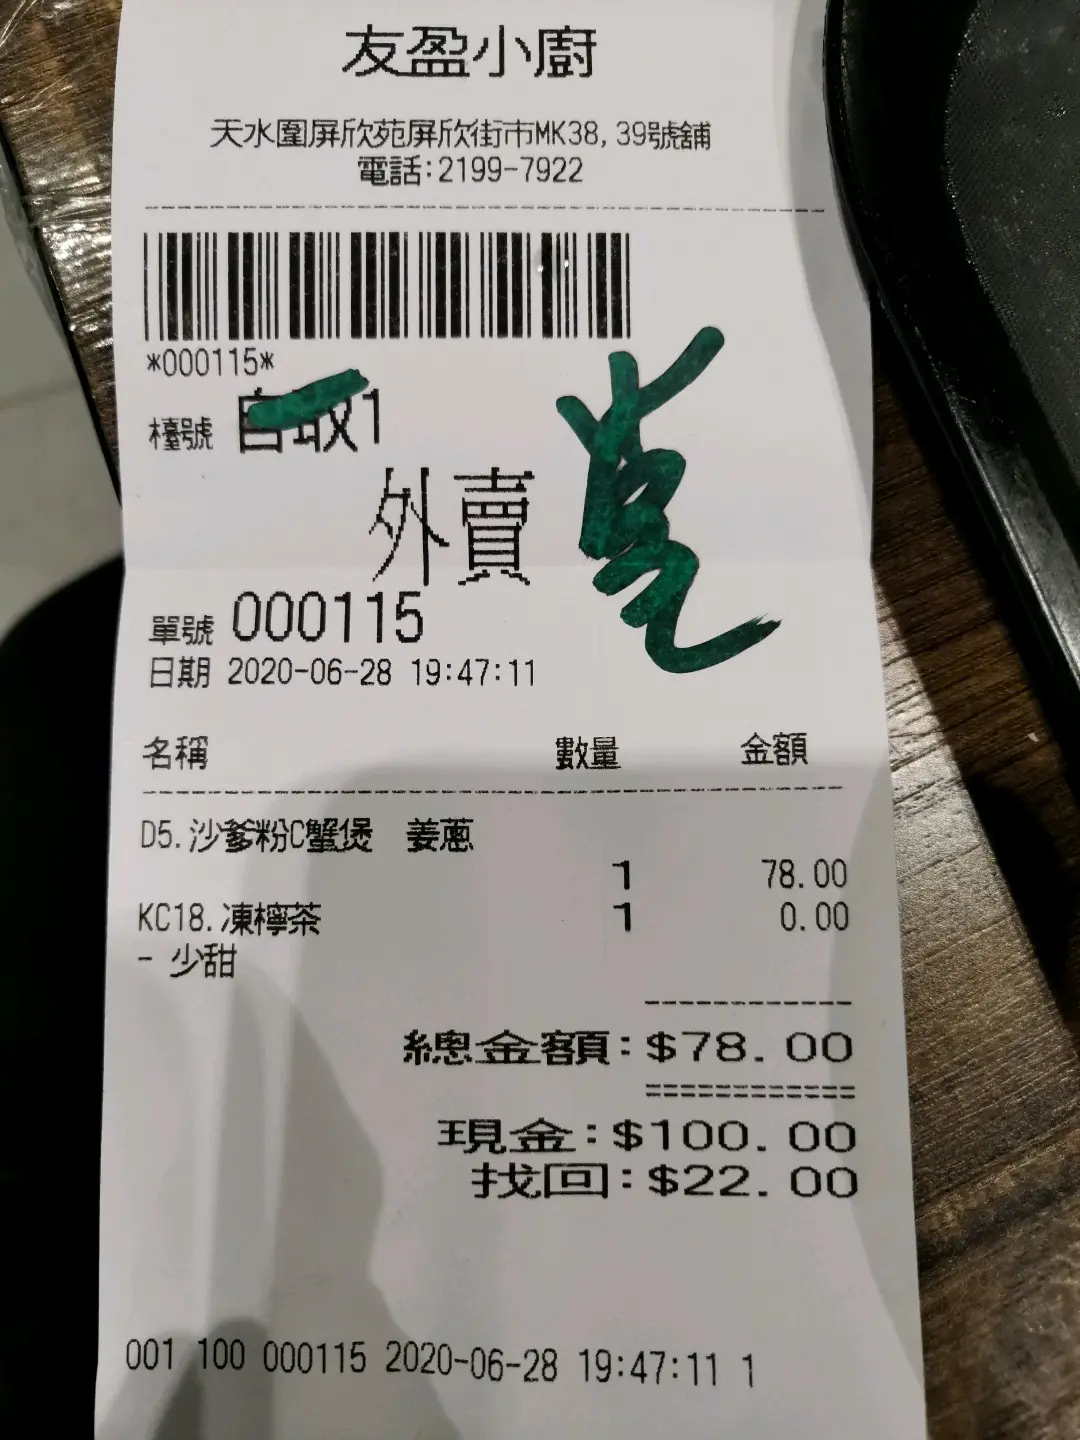 友盈小廚
天水圍屏欣苑屏欣街市MK38,39號舖
電話:2199-7922
*000115*
檯號 自取1
外賣
單號 000115
日期 2020-06-28 19:47:11
名稱 數量 金額
D5.沙爹粉C蟹煲 姜蔥
1 78.00
KC18.凍檸茶 1 0.00
- 少甜
總金額:$78.00
現金:$100.00
找回:$22.00
001 100 000115 2020-06-28 19:47:11 1